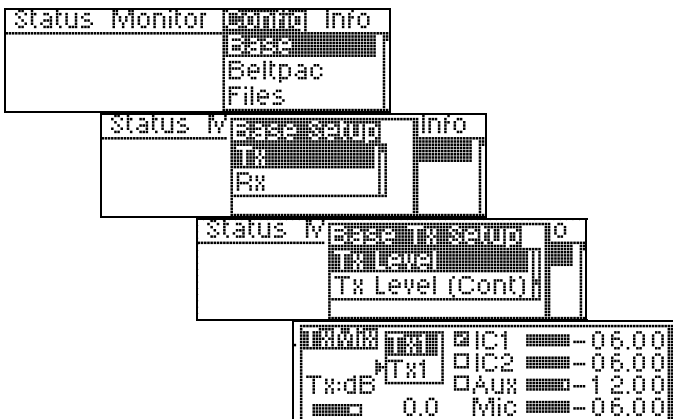 Status Monitor Config Info
Base
Beltpac
Files
Status M Base Setup Info
Tx
Rx
Status M Base Tx Setup o
Tx Level
Tx Level (Cont)
TxMix Tx1 IC1 -06.00
Tx1 IC2 -06.00
Tx:dB Aux -12.00
0.0 Mic -06.00